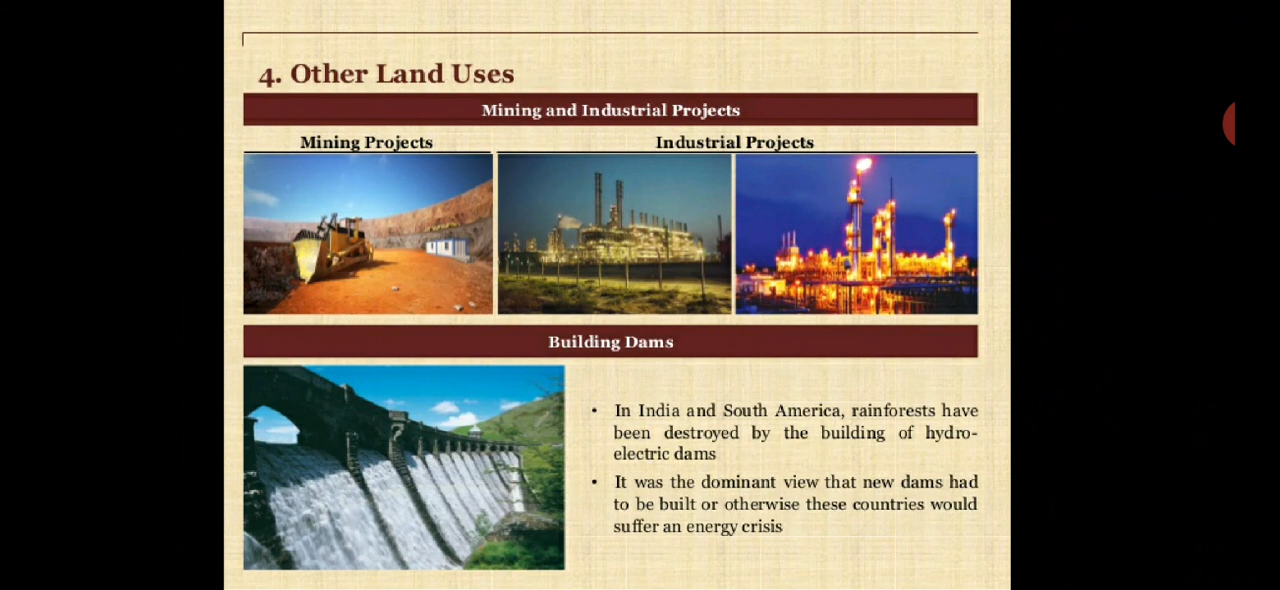 4. Other Land Uses
Mining and Industrial Projects
Mining Projects
Industrial Projects
Building Dams
• In India and South America, rainforests have
been destroyed by the building of hydro-
electric dams
• It was the dominant view that new dams had
to be built or otherwise these countries would
suffer an energy crisis